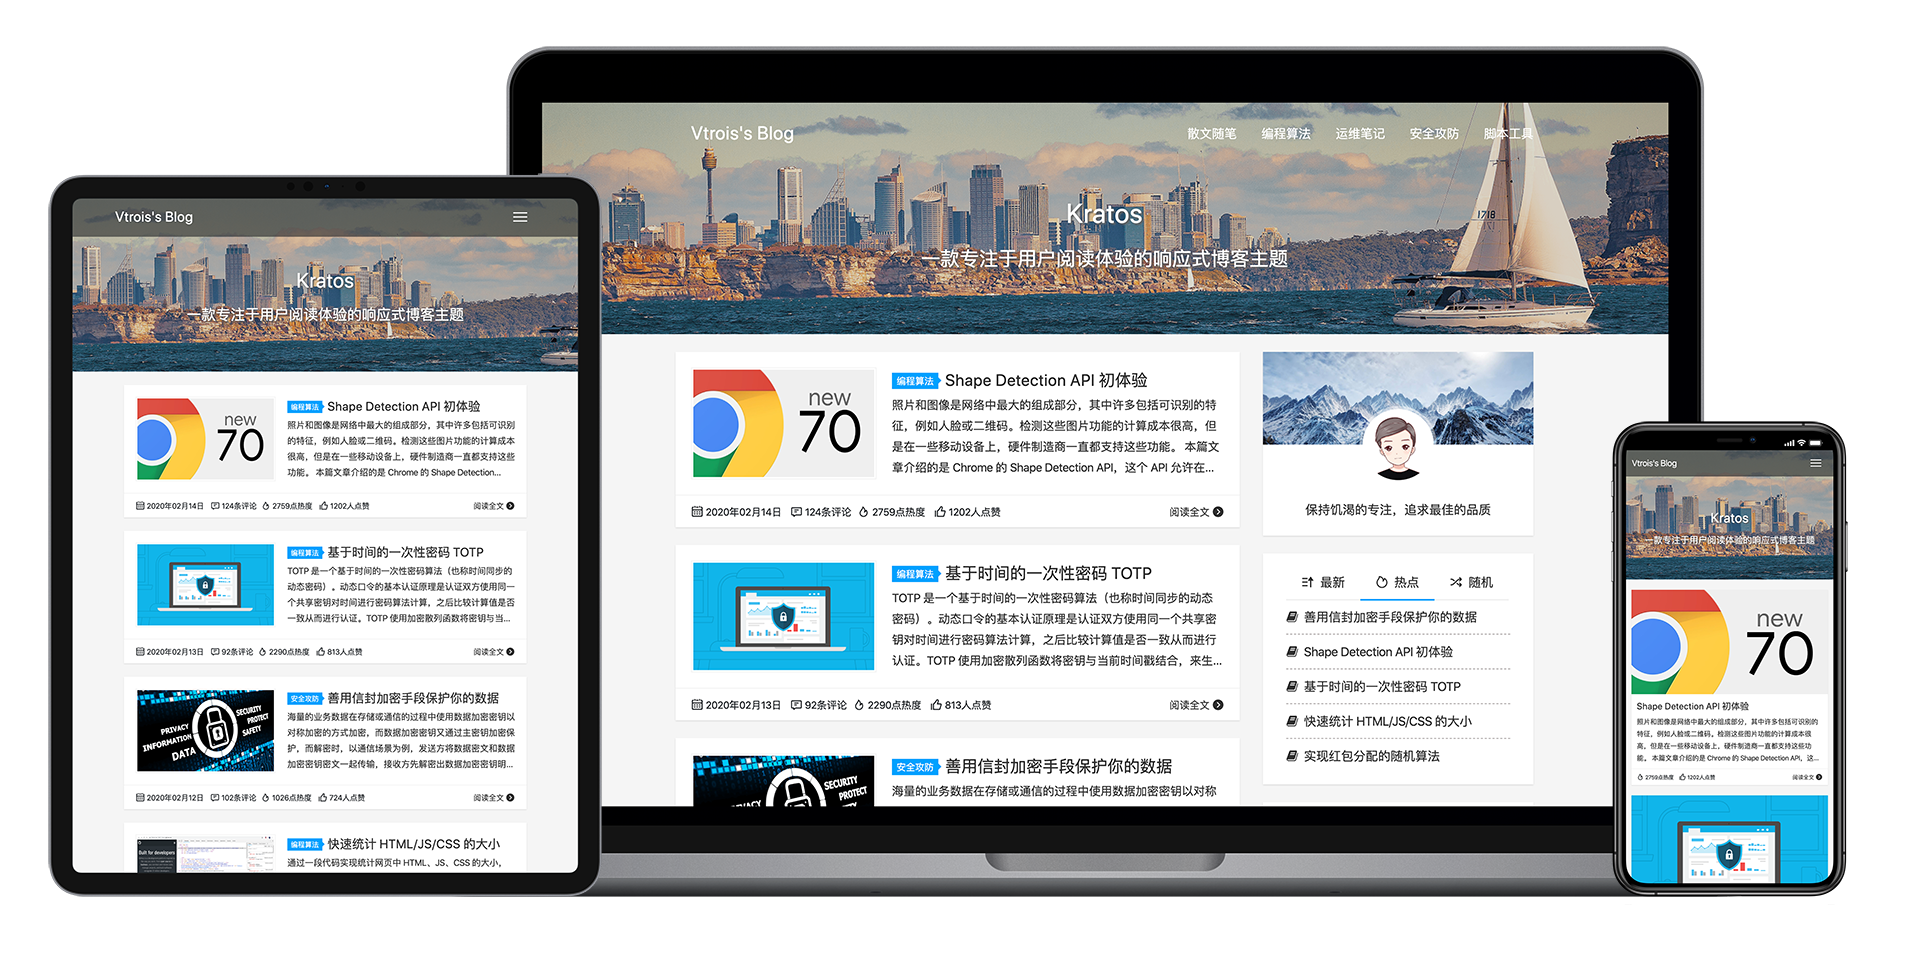 Vtrois's Blog
Kratos
一款专注于用户阅读体验的响应式博客主题
new
70
编程算法 Shape Detection API 初体验
照片和图像是网络中最大的组成部分，其中许多包括可识别
的特征，例如人脸或二维码。检测这些图片功能的计算成本
很高，但是在一些移动设备上，硬件制造商一直都支持这些
功能。 本篇文章介绍的是 Chrome 的 Shape Detection...
2020年02月14日 124条评论 2759点热度 1202人点赞 阅读全文
编程算法 基于时间的一次性密码 TOTP
TOTP 是一个基于时间的一次性密码算法（也称时间同步的
动态密码）。动态口令的基本认证原理是认证双方使用同一
个共享密钥对时间进行密码算法计算，之后比较计算值是否
一致从而进行认证。TOTP 使用加密散列函数将密钥与当...
2020年02月13日 92条评论 2290点热度 813人点赞 阅读全文
PRIVACY
INFORMATION
DATA
SECURITY
PROTECT
SAFETY
安全攻防 善用信封加密手段保护你的数据
海量的业务数据在存储或通信的过程中使用数据加密密钥以
对称加密的方式加密，而数据加密密钥又通过主密钥加密保
护，而解密时，以通信场景为例，发送方将数据密文和数据
加密密钥密文一起传输，接收方先解密出数据加密密钥明...
2020年02月12日 102条评论 1026点热度 724人点赞 阅读全文
Built for developers
编程算法 快速统计 HTML/JS/CSS 的大小
通过一段代码实现统计网页中 HTML、JS、CSS 的大小，
Vtrois's Blog 散文随笔 编程算法 运维笔记 安全攻防 脚本工具
Kratos
一款专注于用户阅读体验的响应式博客主题
1718
new
70
编程算法 Shape Detection API 初体验
照片和图像是网络中最大的组成部分，其中许多包括可识别的特
征，例如人脸或二维码。检测这些图片功能的计算成本很高，但
是在一些移动设备上，硬件制造商一直都支持这些功能。 本篇文
章介绍的是 Chrome 的 Shape Detection API，这个 API 允许在...
2020年02月14日 124条评论 2759点热度 1202人点赞 阅读全文
编程算法 基于时间的一次性密码 TOTP
TOTP 是一个基于时间的一次性密码算法（也称时间同步的动态
密码）。动态口令的基本认证原理是认证双方使用同一个共享密
钥对时间进行密码算法计算，之后比较计算值是否一致从而进行
认证。TOTP 使用加密散列函数将密钥与当前时间戳结合，来生...
2020年02月13日 92条评论 2290点热度 813人点赞 阅读全文
SECURITY
PROTECT
安全攻防 善用信封加密手段保护你的数据
海量的业务数据在存储或通信的过程中使用数据加密密钥以对称
保持饥渴的专注，追求最佳的品质
最新 热点 随机
善用信封加密手段保护你的数据
Shape Detection API 初体验
基于时间的一次性密码 TOTP
快速统计 HTML/JS/CSS 的大小
实现红包分配的随机算法
Vtrois's Blog
Kratos
一款专注于用户阅读体验的响应式博客主题
new
70
Shape Detection API 初体验
照片和图像是网络中最大的组成部分，其中许多包括可识别的
特征，例如人脸或二维码。检测这些图片功能的计算成本很
高，但是在一些移动设备上，硬件制造商一直都支持这些功
能。 本篇文章介绍的是 Chrome 的 Shape Detection API，这...
2759点热度 1202人点赞 阅读全文